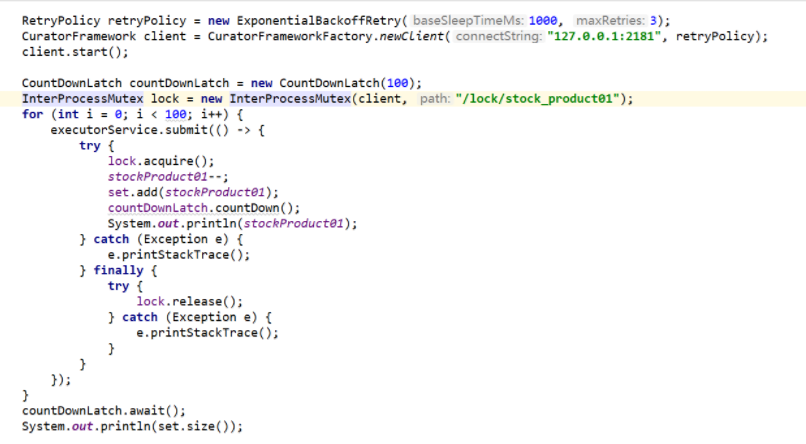 RetryPolicy retryPolicy = new ExponentialBackoffRetry( baseSleepTimeMs: 1000, maxRetries: 3);
CuratorFramework client = CuratorFrameworkFactory.newClient( connectString: "127.0.0.1:2181", retryPolicy);
client.start();
CountDownLatch countDownLatch = new CountDownLatch(100);
InterProcessMutex lock = new InterProcessMutex(client, path: "/lock/stock_product01");
for (int i = 0; i < 100; i++) {
executorService.submit(() -> {
try {
lock.acquire();
stockProduct01--;
set.add(stockProduct01);
countDownLatch.countDown();
System.out.println(stockProduct01);
} catch (Exception e) {
e.printStackTrace();
} finally {
try {
lock.release();
} catch (Exception e) {
e.printStackTrace();
}
}
});
}
countDownLatch.await();
System.out.println(set.size());